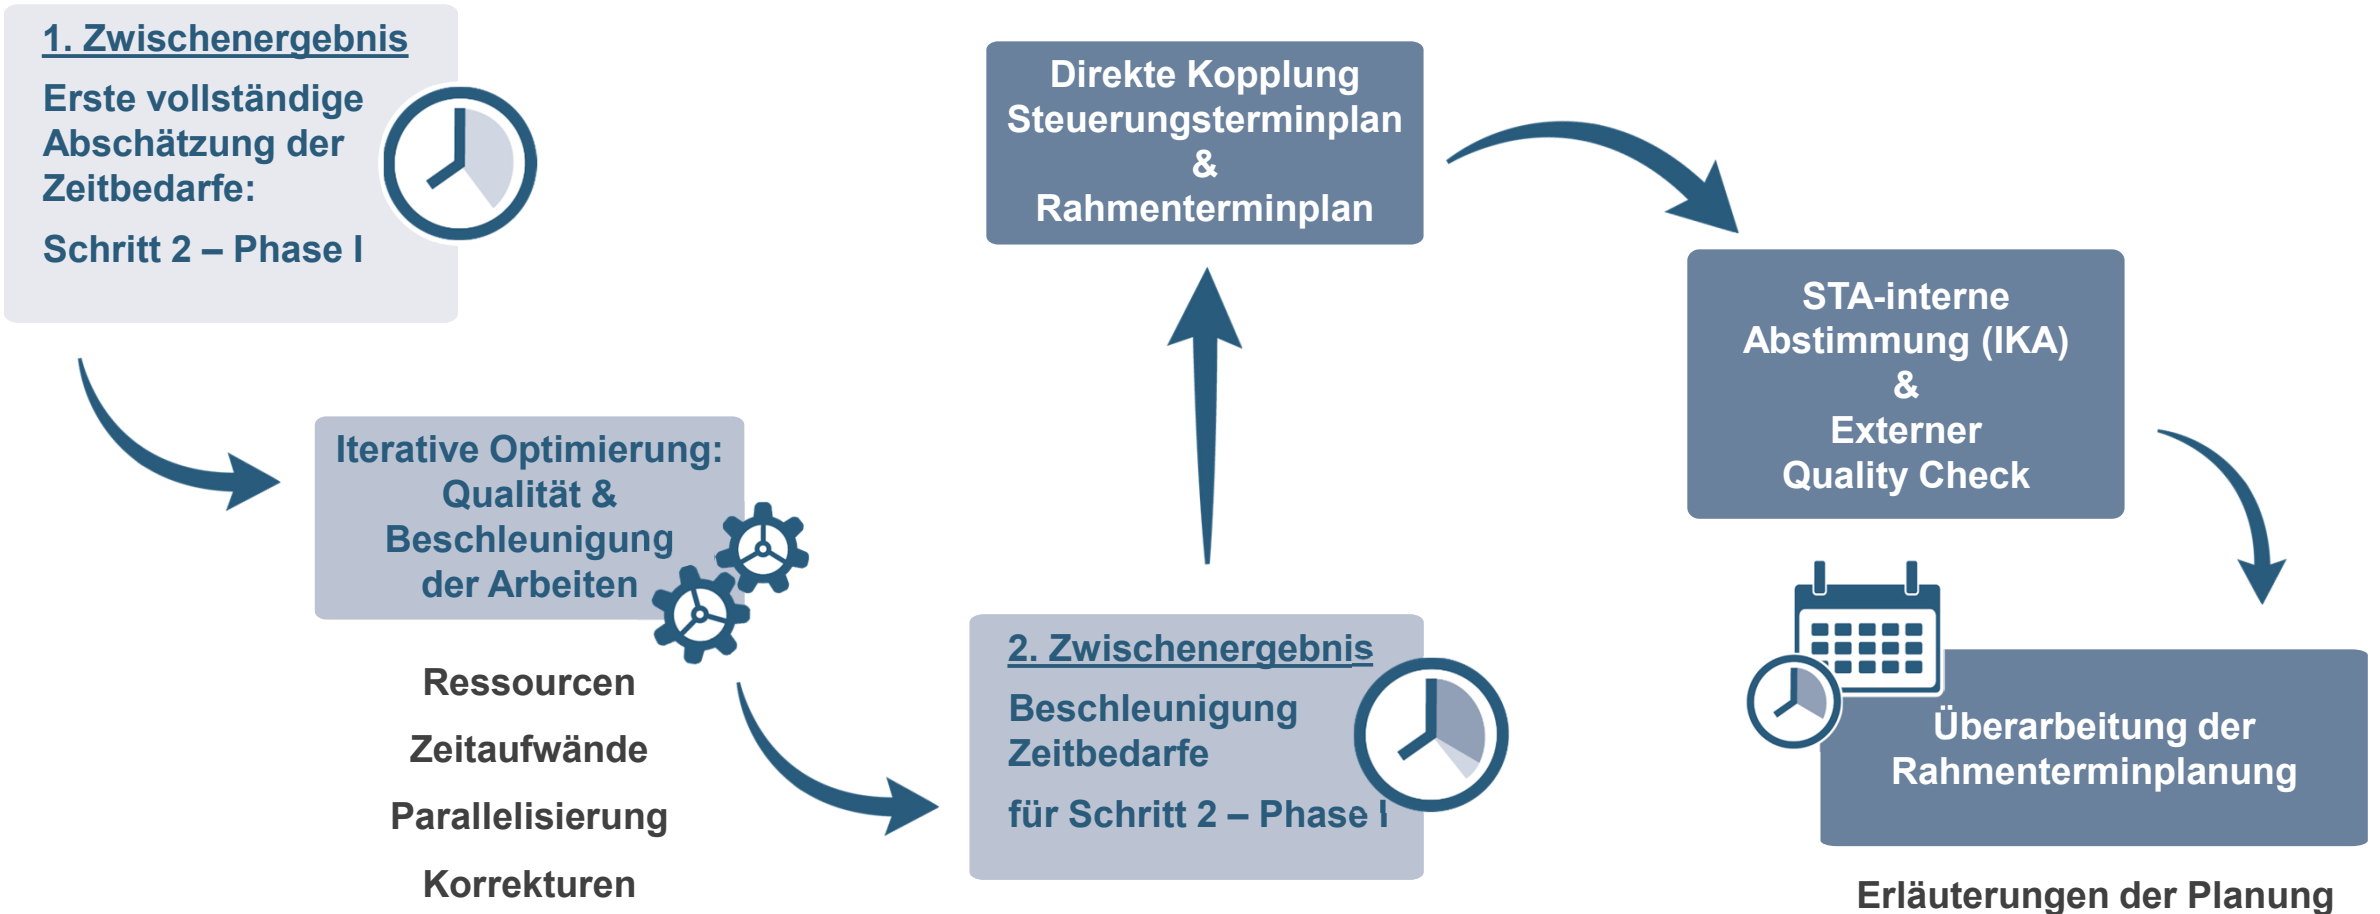 1. Zwischenergebnis
Erste vollständige
Abschätzung der
Zeitbedarfe:
Schritt 2 – Phase I
Iterative Optimierung:
Qualität &
Beschleunigung
der Arbeiten
Ressourcen
Zeitaufwände
Parallelisierung
Korrekturen
2. Zwischenergebnis
Beschleunigung
Zeitbedarfe
für Schritt 2 – Phase I
Direkte Kopplung
Steuerungsterminplan
&
Rahmenterminplan
STA-interne
Abstimmung (IKA)
&
Externer
Quality Check
Überarbeitung der
Rahmenterminplanung
Erläuterungen der Planung